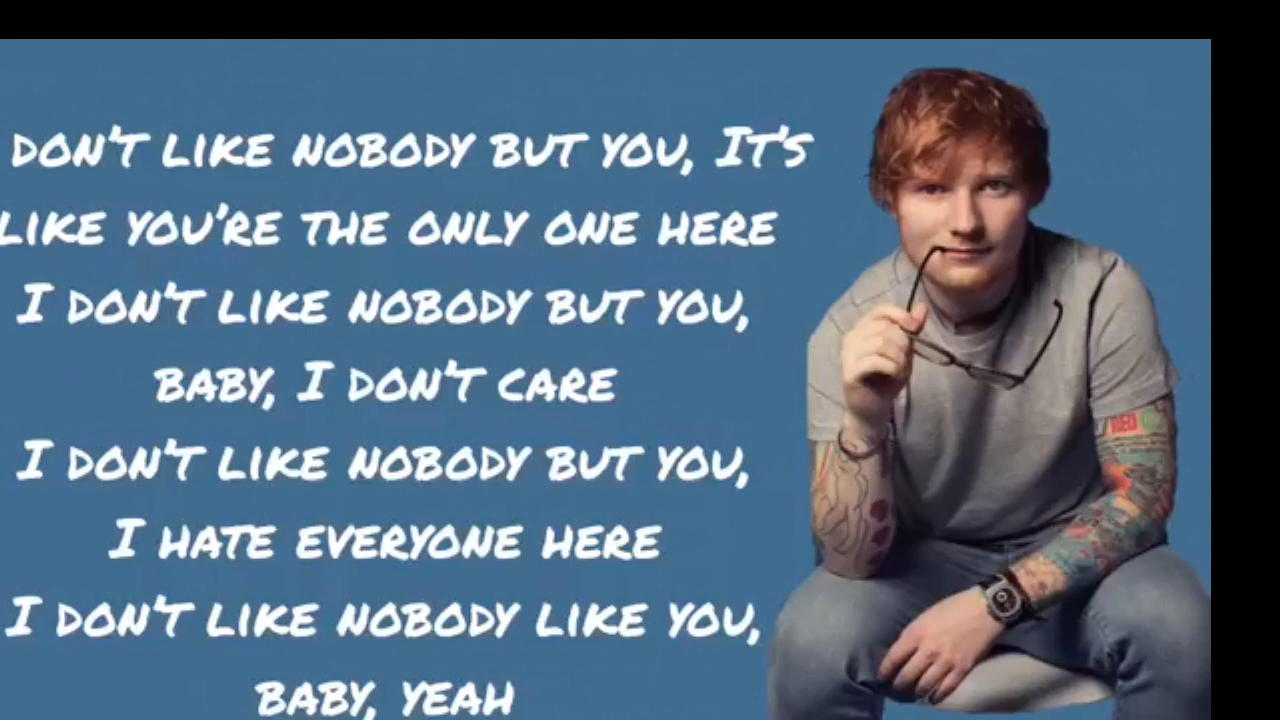 DON'T LIKE NOBODY BUT YOU, IT'S
LIKE YOU'RE THE ONLY ONE HERE
I DON'T LIKE NOBODY BUT YOU,
BABY, I DON'T CARE
I DON'T LIKE NOBODY BUT YOU,
I HATE EVERYONE HERE
I DON'T LIKE NOBODY LIKE YOU,
BABY, YEAH
RED